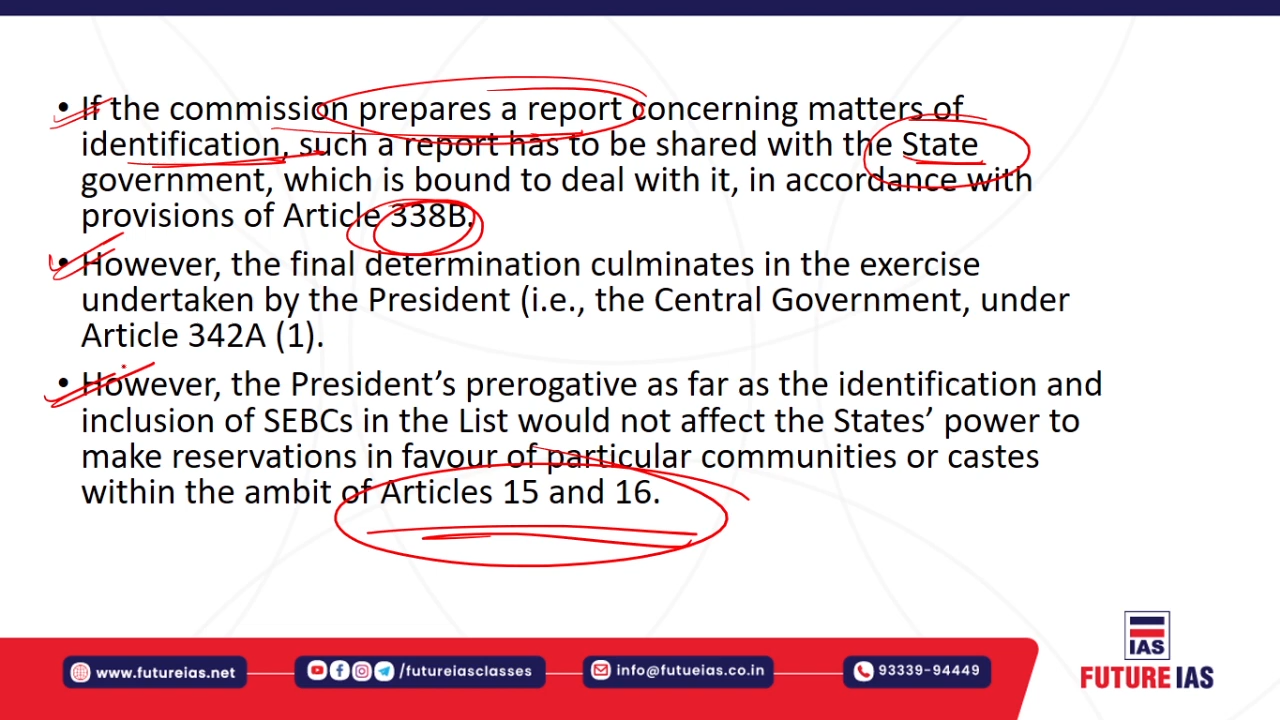 • If the commission prepares a report concerning matters of
identification, such a report has to be shared with the State
government, which is bound to deal with it, in accordance with
provisions of Article 338B.
• However, the final determination culminates in the exercise
undertaken by the President (i.e., the Central Government, under
Article 342A (1).
• However, the President’s prerogative as far as the identification and
inclusion of SEBCs in the List would not affect the States’ power to
make reservations in favour of particular communities or castes
within the ambit of Articles 15 and 16.
IAS
www.futureias.net
/futureiasclasses
info@futueias.co.in
93339-94449
FUTURE IAS